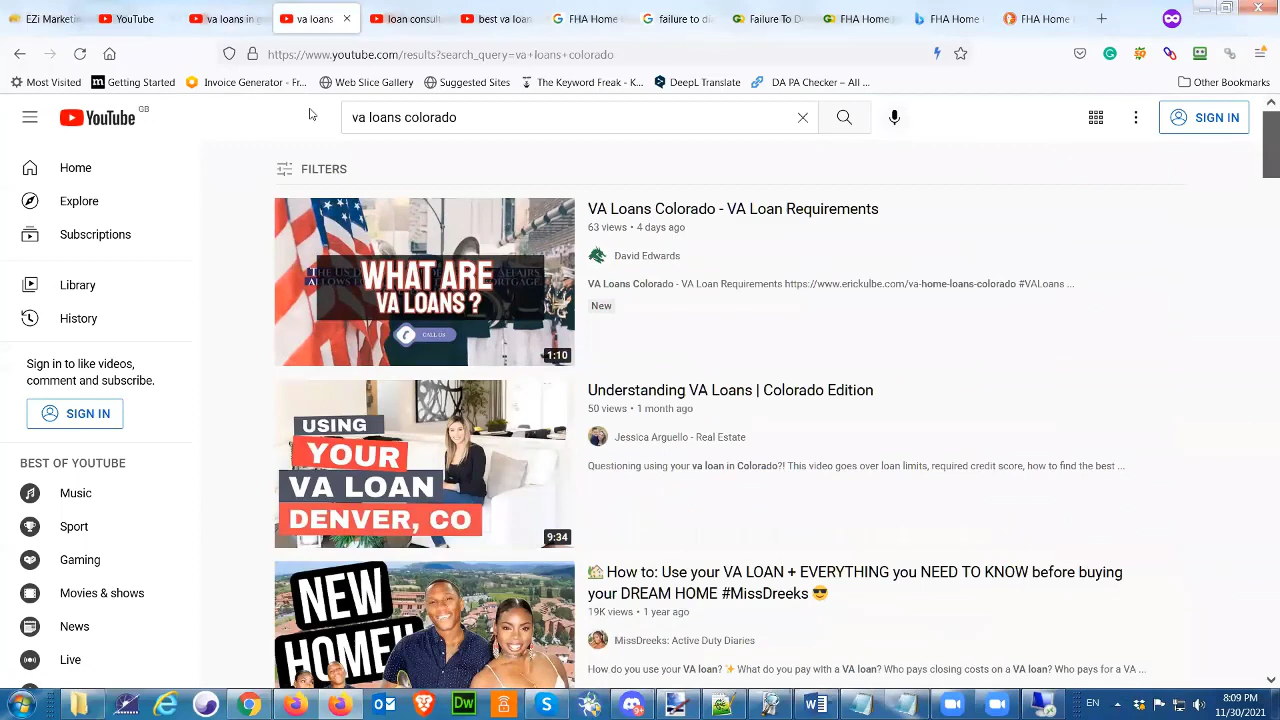 EZi Market
YouTube
va loans in g
va loans
loan consult
best va loan
FHA Home
failure to di
Failure To D
FHA Home
FHA Home
FHA Home
https://www.youtube.com/results?search_query=va+loans+colorado
Most Visited
Getting Started
Invoice Generator - Fr...
Web Slice Gallery
Suggested Sites
The Keyword Freak - K...
DeepL Translate
DA PA Checker – All ...
Other Bookmarks
YouTube GB
va loans colorado
SIGN IN
Home
Explore
Subscriptions
Library
History
Sign in to like videos,
comment and subscribe.
SIGN IN
BEST OF YOUTUBE
Music
Sport
Gaming
Movies & shows
News
Live
FILTERS
WHAT ARE
VA LOANS ?
CALL US
1:10
VA Loans Colorado - VA Loan Requirements
63 views • 4 days ago
David Edwards
VA Loans Colorado - VA Loan Requirements https://www.erickulbe.com/va-home-loans-colorado #VALoans ...
New
USING
YOUR
VA LOAN
DENVER, CO
9:34
Understanding VA Loans | Colorado Edition
50 views • 1 month ago
Jessica Arguello - Real Estate
Questioning using your va loan in Colorado?! This video goes over loan limits, required credit score, how to find the best ...
NEW
HOME!!
🏡How to: Use your VA LOAN + EVERYTHING you NEED TO KNOW before buying
your DREAM HOME #MissDreeks 😎
19K views • 1 year ago
MissDreeks: Active Duty Diaries
How do you use your VA loan? ✨ What do you pay with a VA loan? Who pays closing costs on a VA loan? Who pays for a VA ...
Dw
EN
8:09 PM
11/30/2021